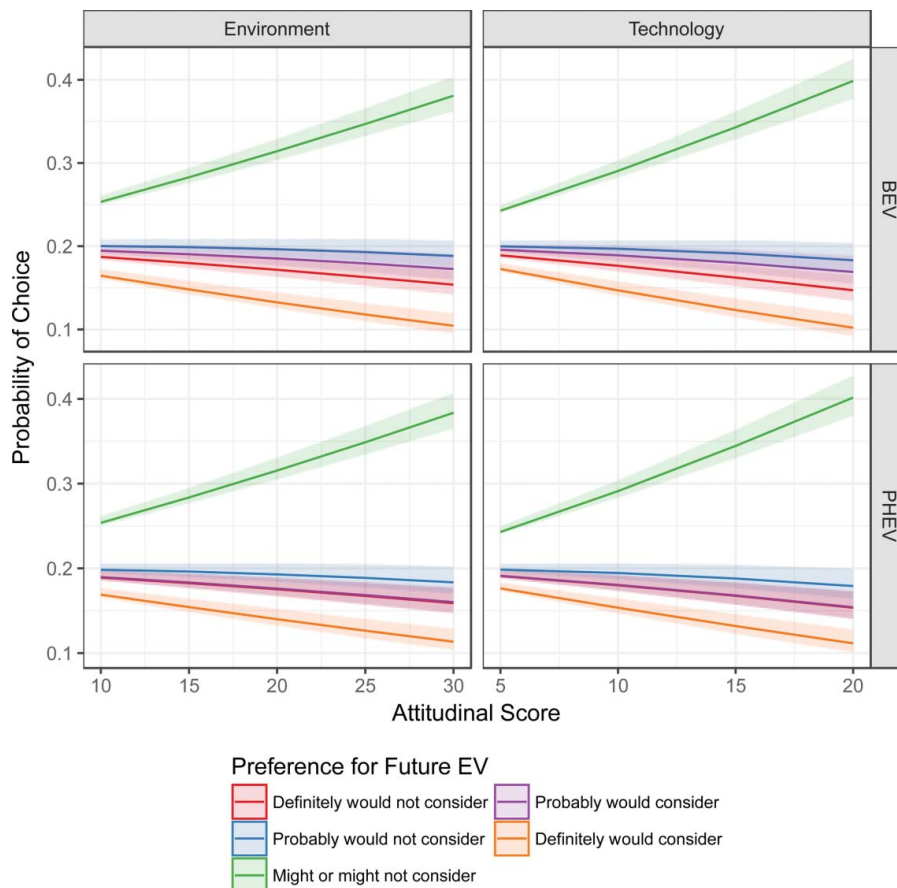 Environment
Technology
0.4
0.3
0.2
0.1
BEV
0.4
0.3
0.2
0.1
PHEV
Probability of Choice
10 15 20 25 30
5 10 15 20
Attitudinal Score
Preference for Future EV
Definitely would not consider
Probably would consider
Probably would not consider
Definitely would consider
Might or might not consider